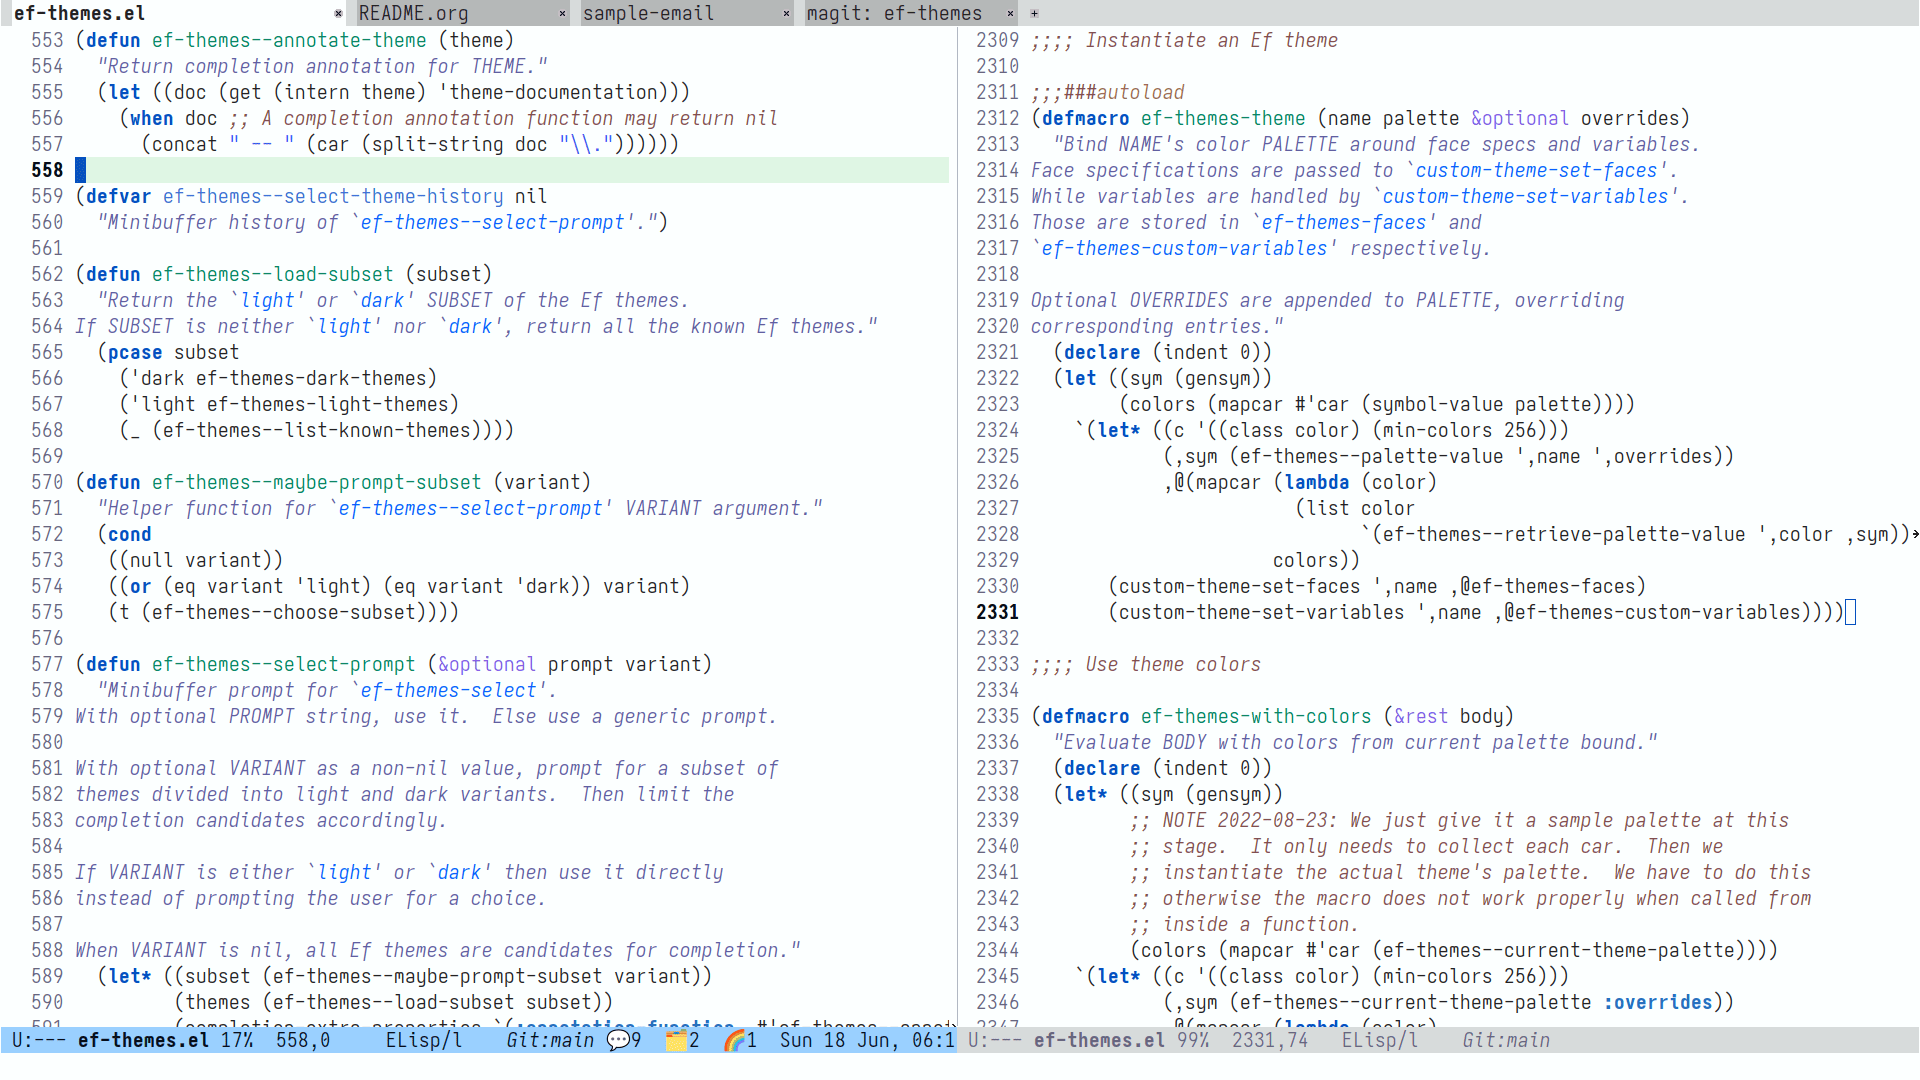 ef-themes.el × README.org × sample-email × magit: ef-themes × +
553 (defun ef-themes--annotate-theme (theme)
554   "Return completion annotation for THEME."
555   (let ((doc (get (intern theme) 'theme-documentation)))
556     (when doc ;; A completion annotation function may return nil
557       (concat " -- " (car (split-string doc "\\."))))))
558
559 (defvar ef-themes--select-theme-history nil
560   "Minibuffer history of `ef-themes--select-prompt'.")
561
562 (defun ef-themes--load-subset (subset)
563   "Return the `light' or `dark' SUBSET of the Ef themes.
564 If SUBSET is neither `light' nor `dark', return all the known Ef themes."
565   (pcase subset
566     ('dark ef-themes-dark-themes)
567     ('light ef-themes-light-themes)
568     (_ (ef-themes--list-known-themes))))
569
570 (defun ef-themes--maybe-prompt-subset (variant)
571   "Helper function for `ef-themes--select-prompt' VARIANT argument."
572   (cond
573    ((null variant))
574    ((or (eq variant 'light) (eq variant 'dark)) variant)
575    (t (ef-themes--choose-subset))))
576
577 (defun ef-themes--select-prompt (&optional prompt variant)
578   "Minibuffer prompt for `ef-themes-select'.
579 With optional PROMPT string, use it.  Else use a generic prompt.
580
581 With optional VARIANT as a non-nil value, prompt for a subset of
582 themes divided into light and dark variants.  Then limit the
583 completion candidates accordingly.
584
585 If VARIANT is either `light' or `dark' then use it directly
586 instead of prompting the user for a choice.
587
588 When VARIANT is nil, all Ef themes are candidates for completion."
589   (let* ((subset (ef-themes--maybe-prompt-subset variant))
590          (themes (ef-themes--load-subset subset))
U:--- ef-themes.el 17% 558,0 ELisp/l Git:main 💬9 🗂️2 🌈1 Sun 18 Jun, 06:1
2309 ;;;; Instantiate an Ef theme
2310
2311 ;;;###autoload
2312 (defmacro ef-themes-theme (name palette &optional overrides)
2313   "Bind NAME's color PALETTE around face specs and variables.
2314 Face specifications are passed to `custom-theme-set-faces'.
2315 While variables are handled by `custom-theme-set-variables'.
2316 Those are stored in `ef-themes-faces' and
2317 `ef-themes-custom-variables' respectively.
2318
2319 Optional OVERRIDES are appended to PALETTE, overriding
2320 corresponding entries."
2321   (declare (indent 0))
2322   (let ((sym (gensym))
2323         (colors (mapcar #'car (symbol-value palette))))
2324     `(let* ((c '((class color) (min-colors 256)))
2325             (,sym (ef-themes--palette-value ',name ',overrides))
2326             ,@(mapcar (lambda (color)
2327                         (list color
2328                               `(ef-themes--retrieve-palette-value ',color ,sym))
2329                       colors))
2330        (custom-theme-set-faces ',name ,@ef-themes-faces)
2331        (custom-theme-set-variables ',name ,@ef-themes-custom-variables))))
2332
2333 ;;;; Use theme colors
2334
2335 (defmacro ef-themes-with-colors (&rest body)
2336   "Evaluate BODY with colors from current palette bound."
2337   (declare (indent 0))
2338   (let* ((sym (gensym))
2339          ;; NOTE 2022-08-23: We just give it a sample palette at this
2340          ;; stage.  It only needs to collect each car.  Then we
2341          ;; instantiate the actual theme's palette.  We have to do this
2342          ;; otherwise the macro does not work properly when called from
2343          ;; inside a function.
2344          (colors (mapcar #'car (ef-themes--current-theme-palette))))
2345     `(let* ((c '((class color) (min-colors 256)))
2346             (,sym (ef-themes--current-theme-palette :overrides))
U:--- ef-themes.el 99% 2331,74 ELisp/l Git:main